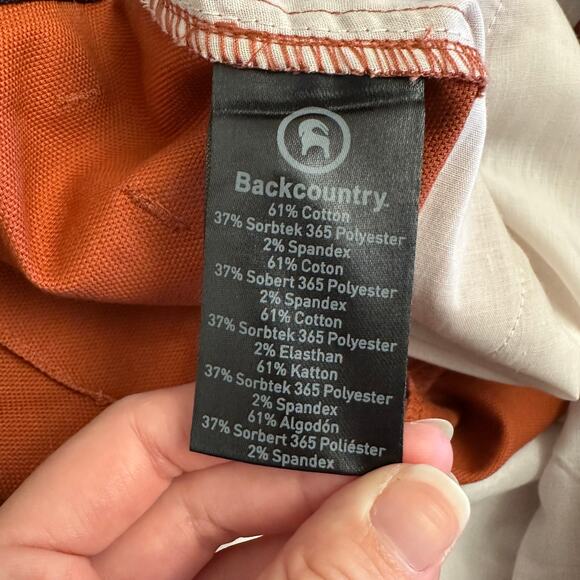 Backcountry.
61% Cotton
37% Sorbtek 365 Polyester
2% Spandex
61% Coton
37% Sobert 365 Polyester
2% Spandex
61% Cotton
37% Sorbtek 365 Polyester
2% Elasthan
61% Katton
37% Sorbtek 365 Polyester
2% Spandex
61% Algodón
37% Sorbert 365 Poliéster
2% Spandex